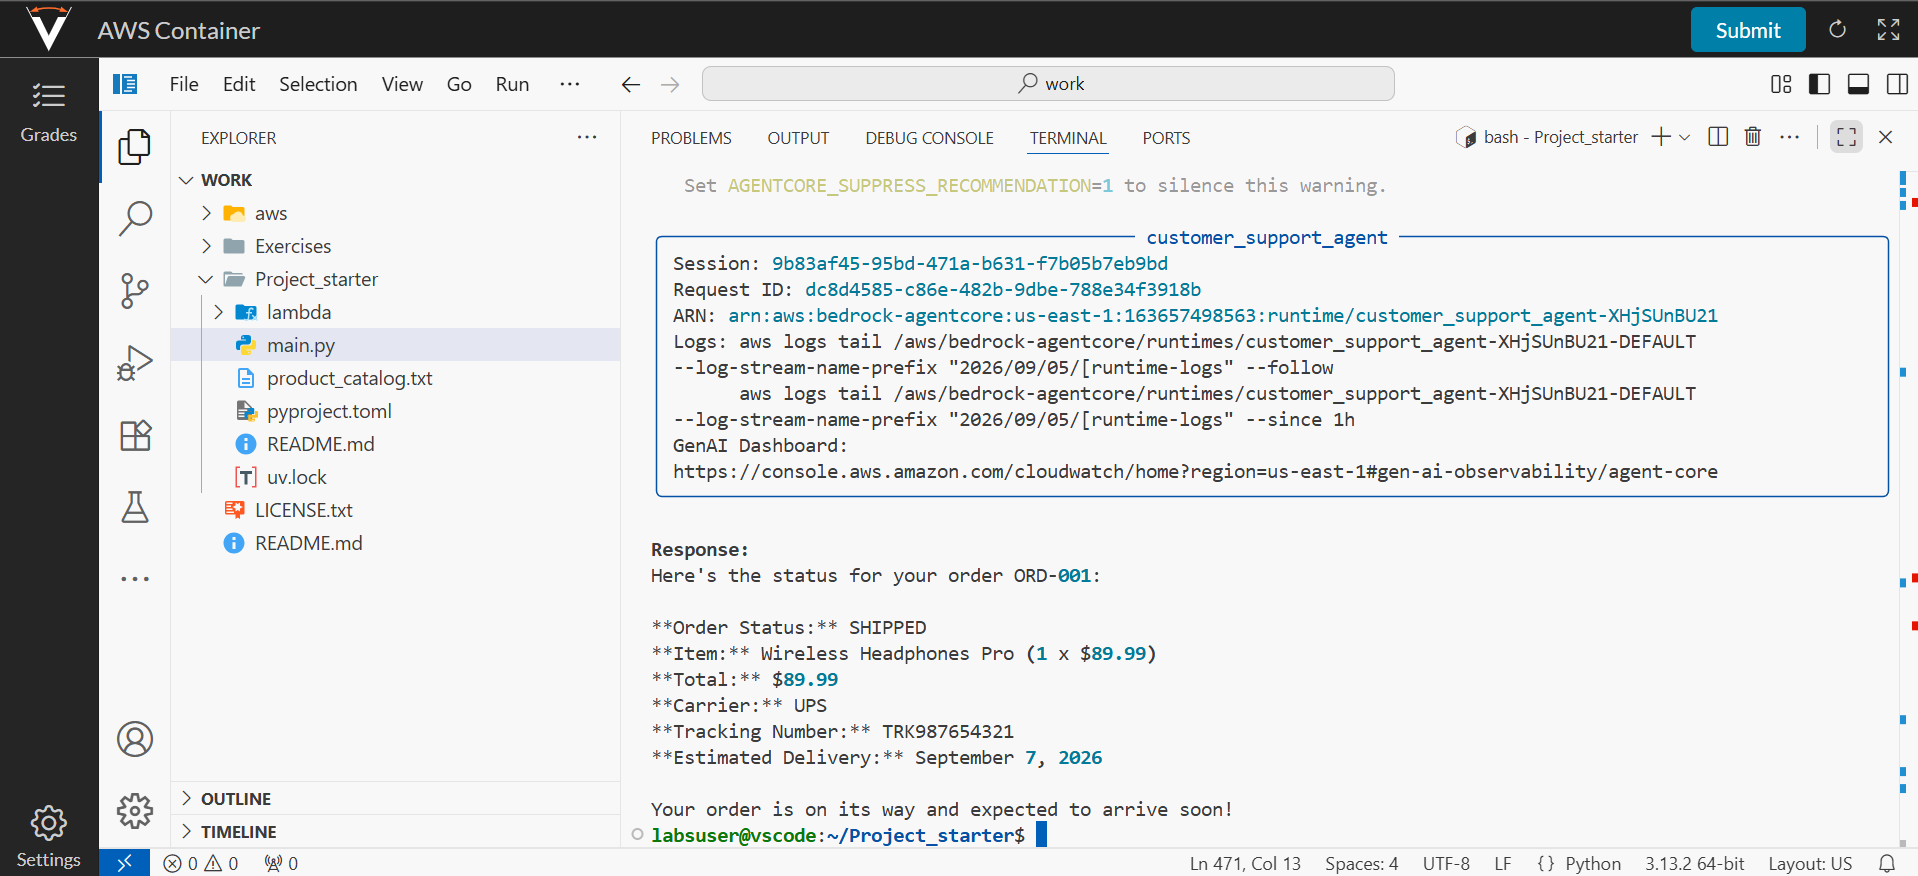 AWS Container
Submit
Grades
File Edit Selection View Go Run ···
work
EXPLORER ···
PROBLEMS OUTPUT DEBUG CONSOLE TERMINAL PORTS
bash - Project_starter
WORK
aws
Exercises
Project_starter
lambda
main.py
product_catalog.txt
pyproject.toml
README.md
uv.lock
LICENSE.txt
README.md
OUTLINE
TIMELINE
Settings
Set AGENTCORE_SUPPRESS_RECOMMENDATION=1 to silence this warning.
customer_support_agent
Session: 9b83af45-95bd-471a-b631-f7b05b7eb9bd
Request ID: dc8d4585-c86e-482b-9dbe-788e34f3918b
ARN: arn:aws:bedrock-agentcore:us-east-1:163657498563:runtime/customer_support_agent-XHjSUnBU21
Logs: aws logs tail /aws/bedrock-agentcore/runtimes/customer_support_agent-XHjSUnBU21-DEFAULT
--log-stream-name-prefix "2026/09/05/[runtime-logs" --follow
aws logs tail /aws/bedrock-agentcore/runtimes/customer_support_agent-XHjSUnBU21-DEFAULT
--log-stream-name-prefix "2026/09/05/[runtime-logs" --since 1h
GenAI Dashboard:
https://console.aws.amazon.com/cloudwatch/home?region=us-east-1#gen-ai-observability/agent-core
Response:
Here's the status for your order ORD-001:
**Order Status:** SHIPPED
**Item:** Wireless Headphones Pro (1 x $89.99)
**Total:** $89.99
**Carrier:** UPS
**Tracking Number:** TRK987654321
**Estimated Delivery:** September 7, 2026
Your order is on its way and expected to arrive soon!
labsuser@vscode:~/Project_starter$
0 0 0
Ln 471, Col 13 Spaces: 4 UTF-8 LF {} Python 3.13.2 64-bit Layout: US